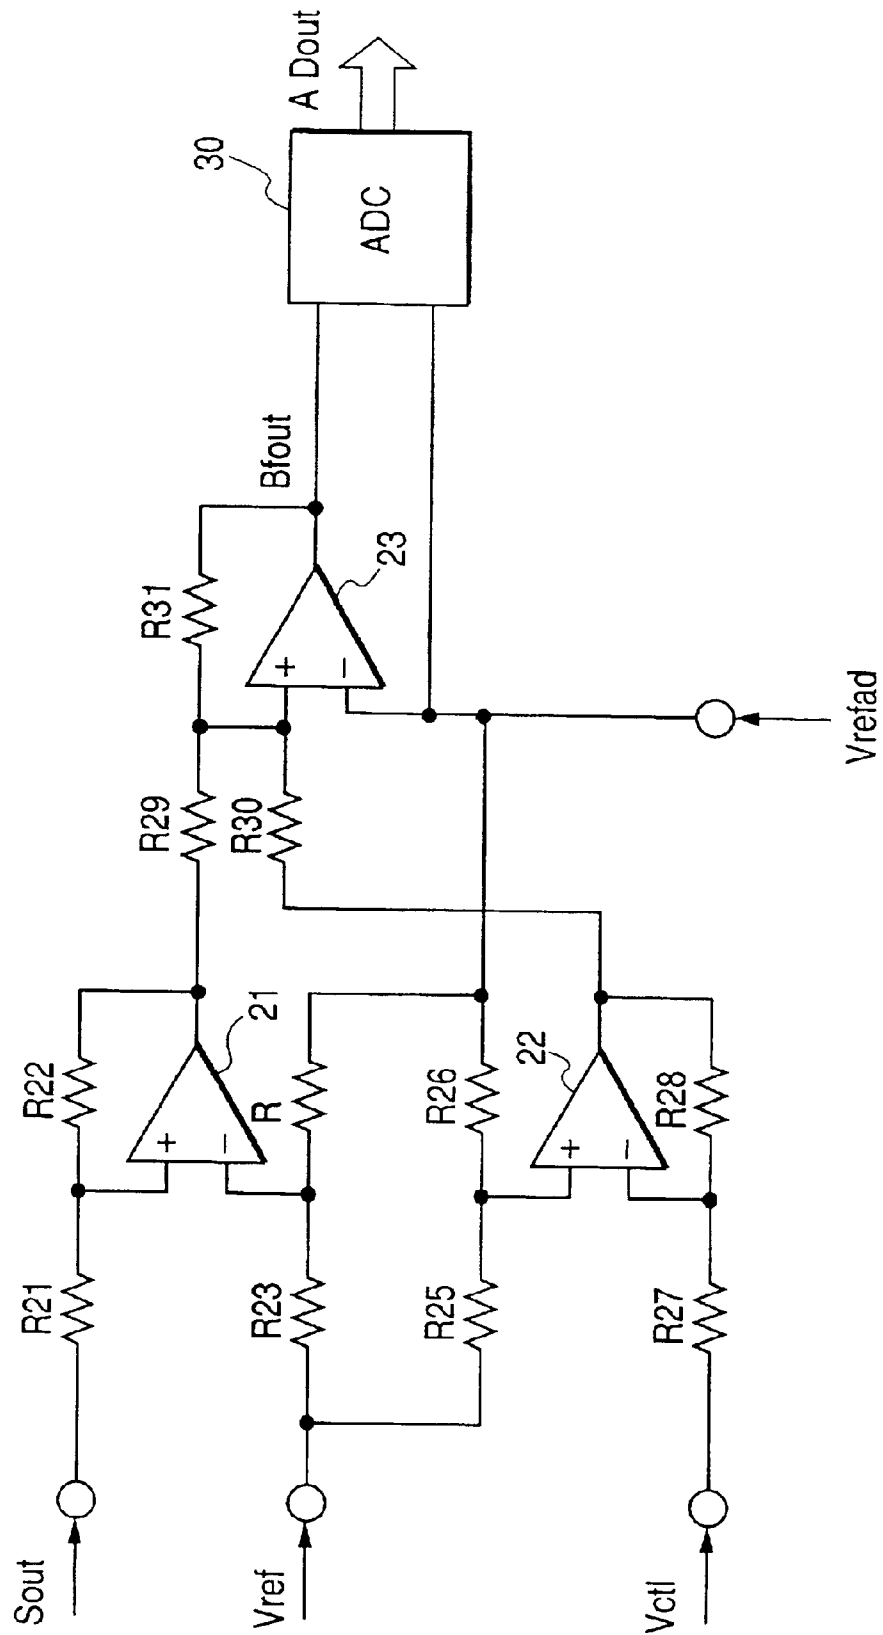 Sout
R21
R22
+
−
21
R29
R31
Vref
R23
R
R30
+
−
23
Bfout
30
ADC
A Dout
R25
R26
22
+
−
Vctl
R27
R28
Vrefad